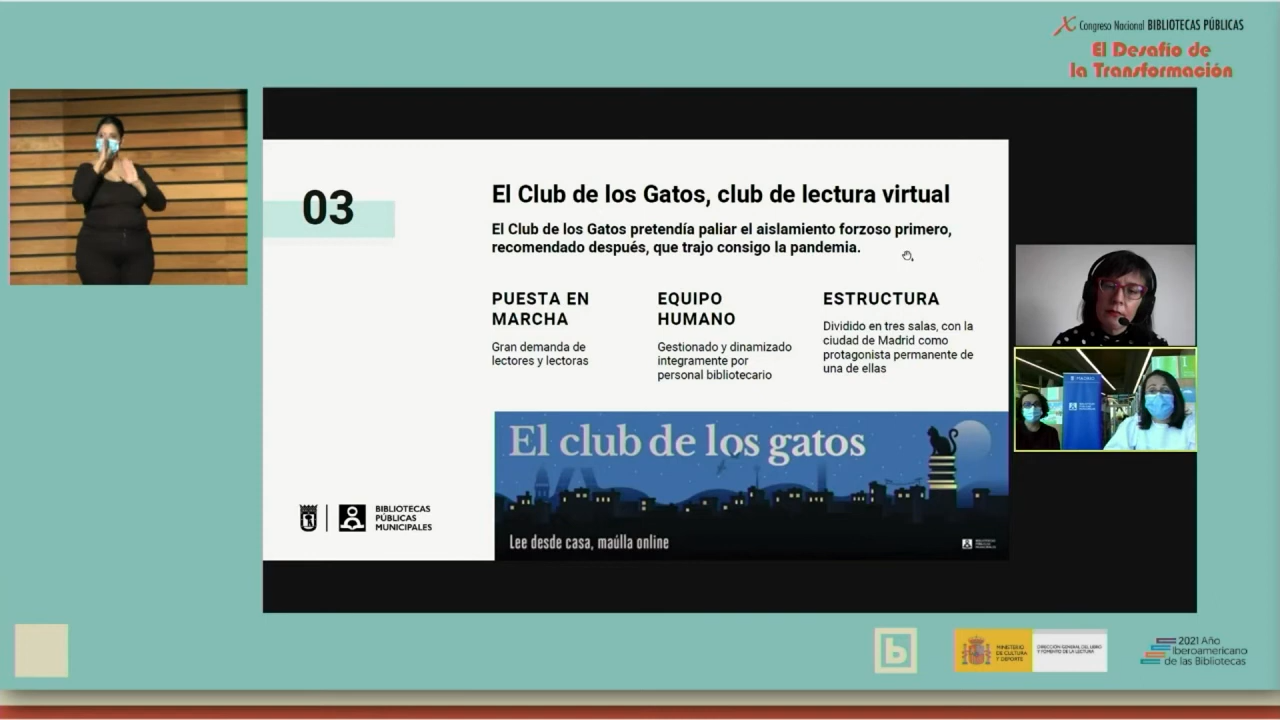 X Congreso Nacional BIBLIOTECAS PÚBLICAS
El Desafío de
la Transformación
03
El Club de los Gatos, club de lectura virtual
El Club de los Gatos pretendía paliar el aislamiento forzoso primero,
recomendado después, que trajo consigo la pandemia.
PUESTA EN
MARCHA
Gran demanda de
lectores y lectoras
EQUIPO
HUMANO
Gestionado y dinamizado
integramente por
personal bibliotecario
ESTRUCTURA
Dividido en tres salas, con la
ciudad de Madrid como
protagonista permanente de
una de ellas
El club de los gatos
Lee desde casa, maúlla online
BIBLIOTECAS
PÚBLICAS
MUNICIPALES
b
MINISTERIO
DE CULTURA
Y DEPORTE
DIRECCIÓN GENERAL DEL LIBRO
Y FOMENTO DE LA LECTURA
2021 Año
Iberoamericano
de las Bibliotecas